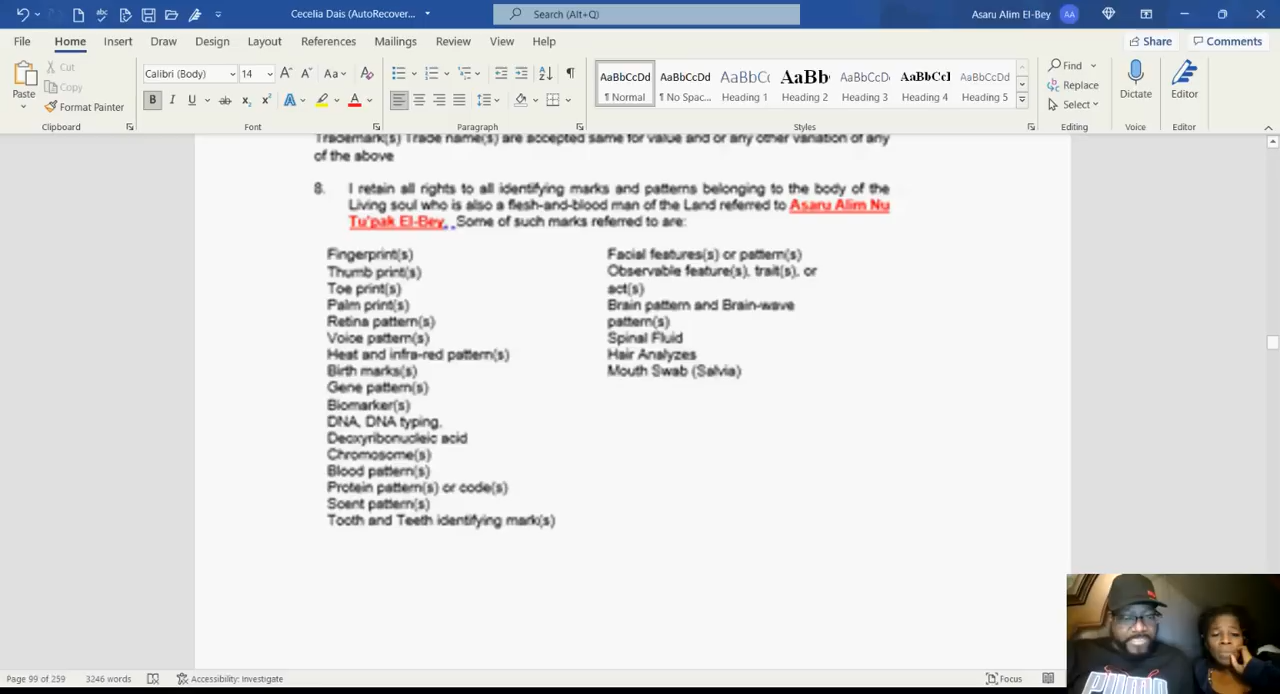 Cecelia Dais (AutoRecover...
Search (Alt+Q)
Asaru Alim El-Bey AA
File Home Insert Draw Design Layout References Mailings Review View Help Share Comments
Paste Cut Copy Format Painter
Calibri (Body) 14
AaBbCcDd AaBbCcDd AaBbCc AaBb AaBbCcD AaBbCcI AaBbCcDd
¶ Normal ¶ No Spac... Heading 1 Heading 2 Heading 3 Heading 4 Heading 5
Find Replace Select
Dictate Editor
Clipboard Font Paragraph Styles Editing Voice Editor
Trademark(s) Trade name(s) are accepted same for value and or any other variation of any
of the above
8. I retain all rights to all identifying marks and patterns belonging to the body of the
Living soul who is also a flesh-and-blood man of the Land referred to Asaru Alim Nu
Tu'pak El-Bey. Some of such marks referred to are:
Fingerprint(s)
Thumb print(s)
Toe print(s)
Palm print(s)
Retina pattern(s)
Voice pattern(s)
Heat and infra-red pattern(s)
Birth marks(s)
Gene pattern(s)
Biomarker(s)
DNA, DNA typing,
Deoxyribonucleic acid
Chromosome(s)
Blood pattern(s)
Protein pattern(s) or code(s)
Scent pattern(s)
Tooth and Teeth identifying mark(s)
Facial features(s) or pattern(s)
Observable feature(s), trait(s), or
act(s)
Brain pattern and Brain-wave
pattern(s)
Spinal Fluid
Hair Analyzes
Mouth Swab (Salvia)
Page 99 of 259 3246 words Accessibility: Investigate Focus